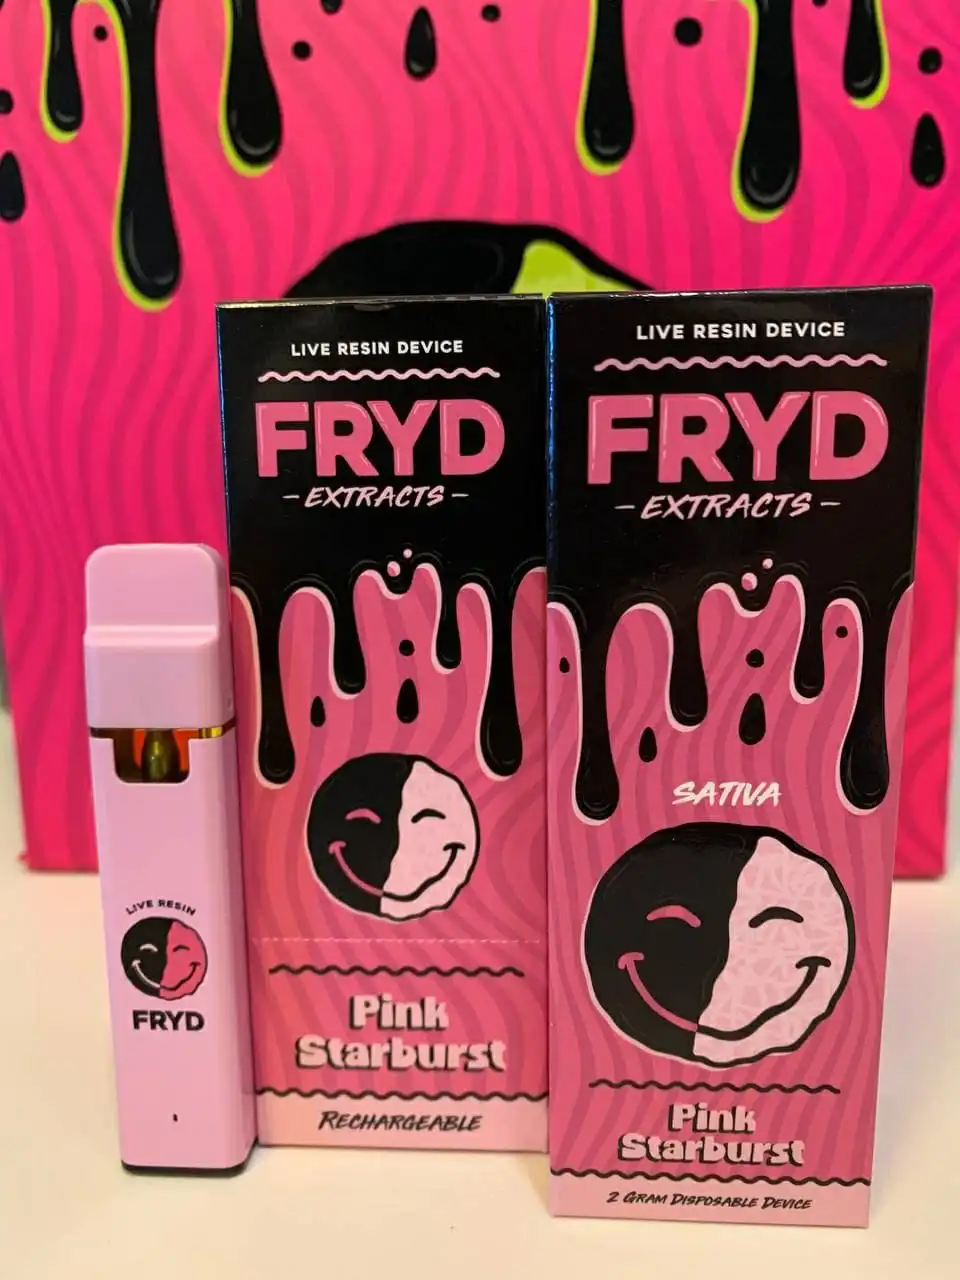 LIVE RESIN DEVICE
FRYD
– EXTRACTS –
Pink
Starburst
RECHARGEABLE
LIVE RESIN DEVICE
FRYD
– EXTRACTS –
SATIVA
Pink
Starburst
2 GRAM DISPOSABLE DEVICE
LIVE RESIN
FRYD